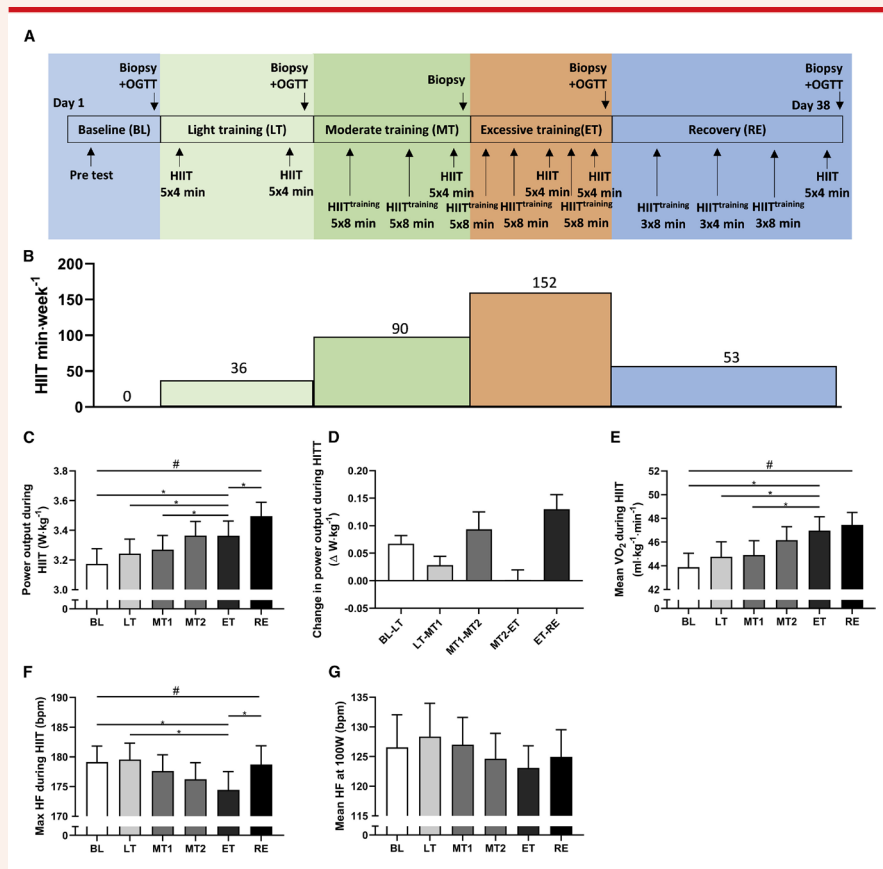 A
Biopsy
+OGTT
Biopsy
+OGTT
Biopsy
Biopsy
+OGTT
Biopsy
+OGTT
Day 1
Day 38
Baseline (BL)
Light training (LT)
Moderate training (MT)
Excessive training(ET)
Recovery (RE)
Pre test
HIIT
5x4 min
HIIT
5x4 min
HIIT
5x4 min
HIIT
5x4 min
HIIT
5x4 min
HIIT
5x4 min
HIITtraining
5x8 min
HIITtraining
5x8 min
HIITtraining
5x8 min
HIITtraining
5x8 min
HIITtraining
5x8 min
HIITtraining
3x8 min
HIITtraining
3x4 min
HIITtraining
3x8 min
B
HIIT min·week-1
200
150
100
50
0
0
36
90
152
53
C
Power output during
HIIT (W·kg-1)
3.8
3.6
3.4
3.2
3.0
0
#
*
*
*
*
BL LT MT1 MT2 ET RE
D
Change in power output during HITT
(Δ W·kg-1)
0.20
0.15
0.10
0.05
0.00
-0.05
BL-LT LT-MT1 MT1-MT2 MT2-ET ET-RE
E
Mean VO2 during HIIT
(ml·kg-1·min-1)
52
50
48
46
44
42
0
#
*
*
*
BL LT MT1 MT2 ET RE
F
Max HF during HIIT (bpm)
190
185
180
175
170
0
#
*
*
*
BL LT MT1 MT2 ET RE
G
Mean HF at 100W (bpm)
135
130
125
120
115
0
BL LT MT1 MT2 ET RE